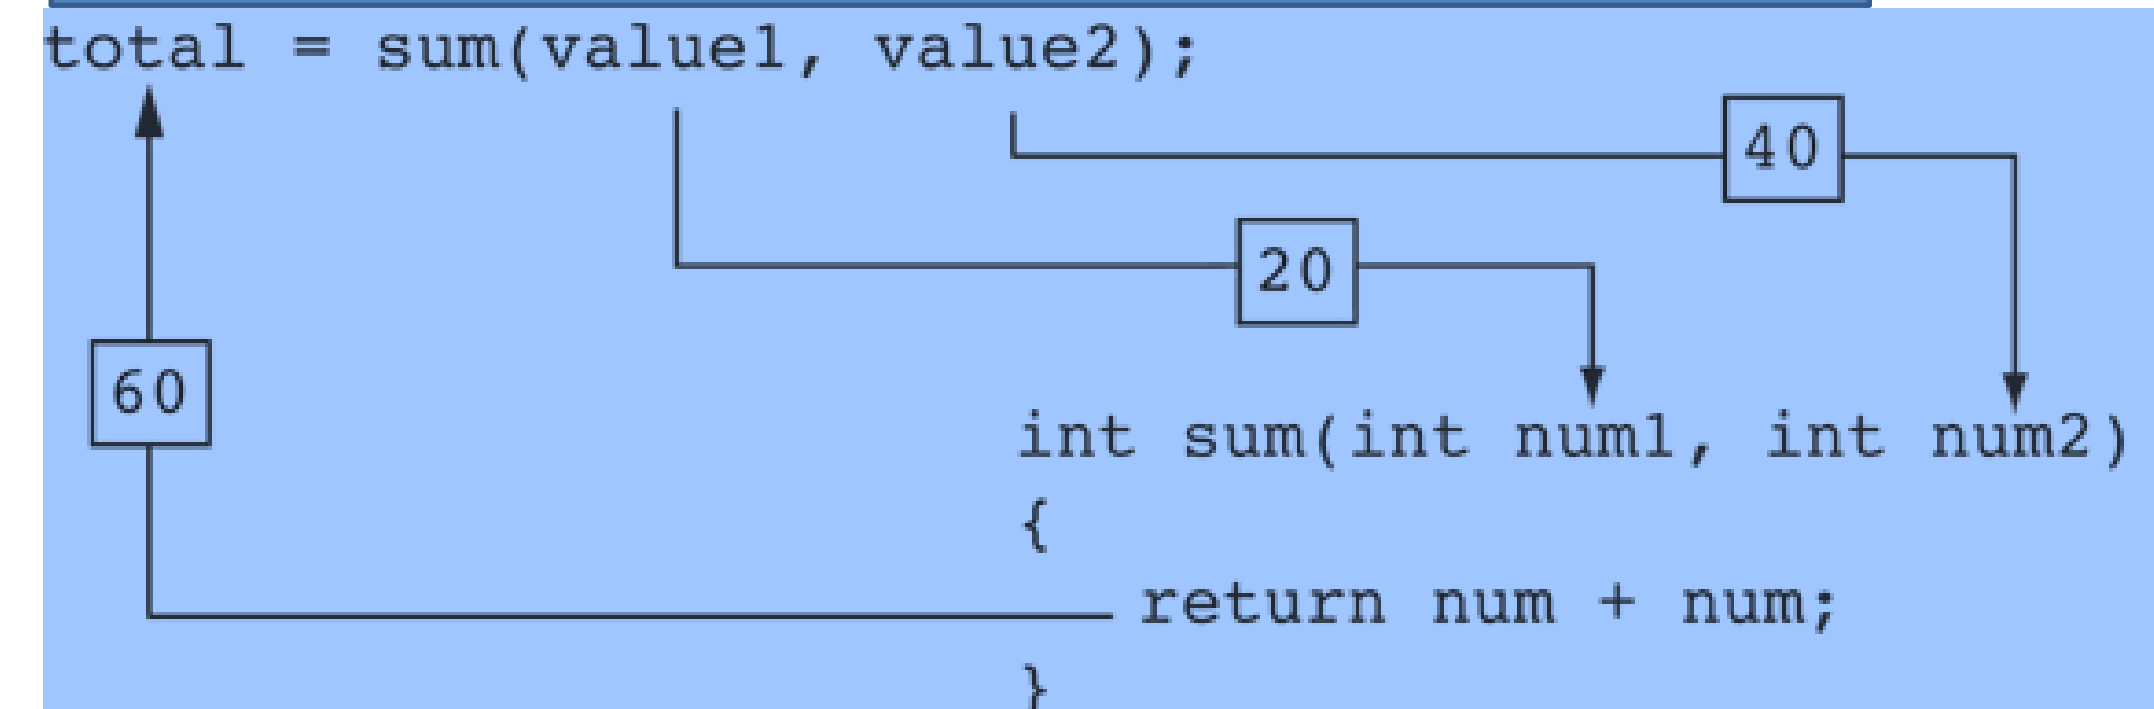 total = sum(value1, value2);
40
20
60
int sum(int num1, int num2)
{
return num + num;
}